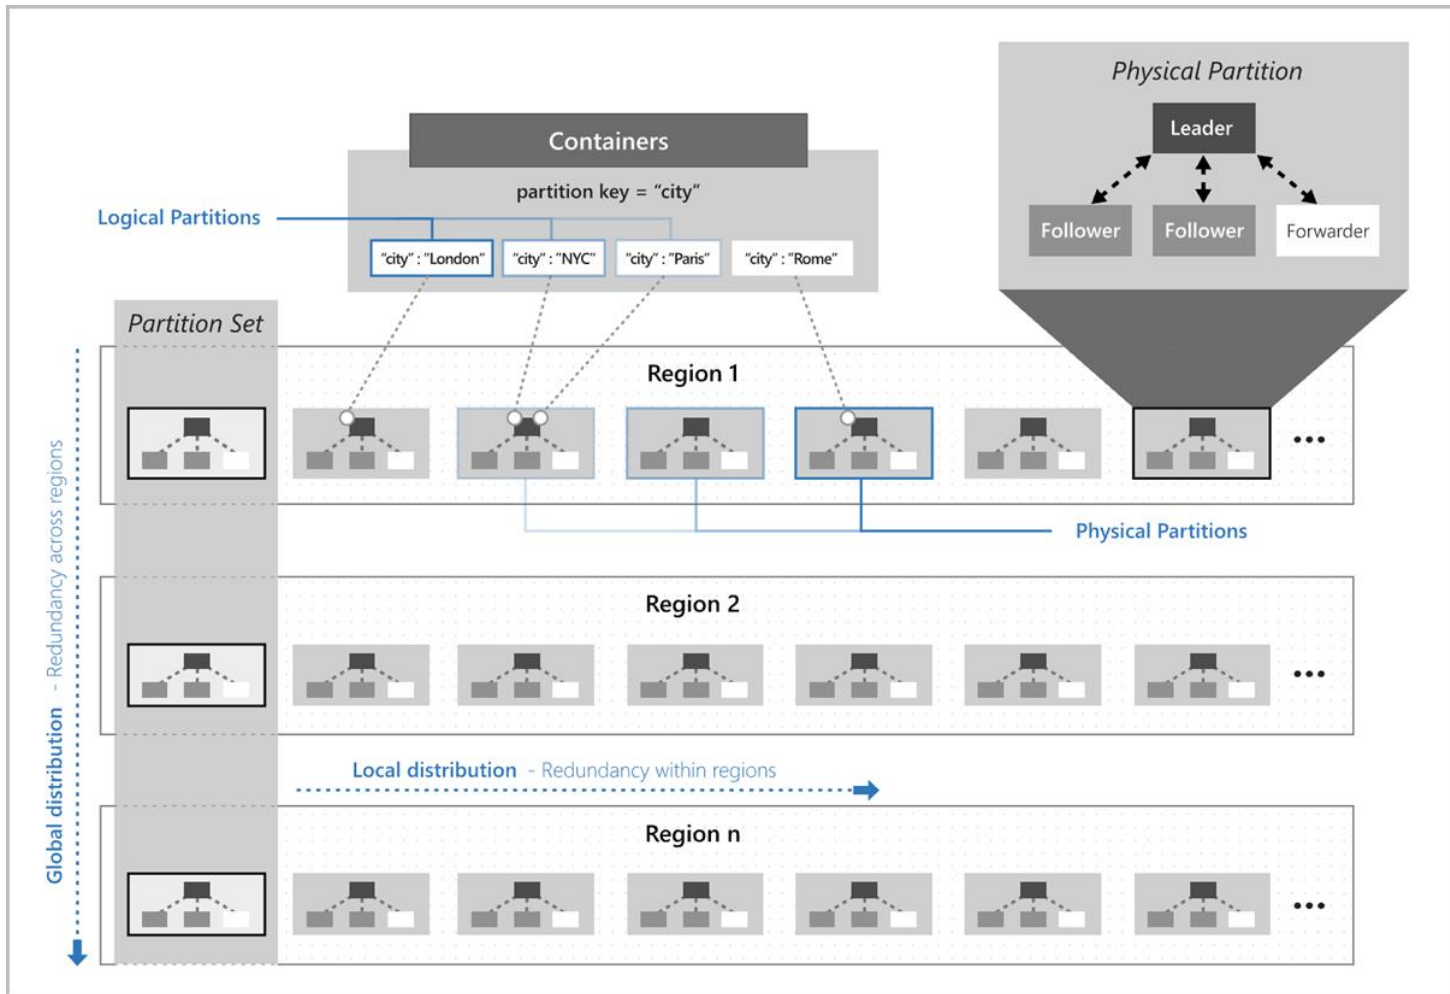 Physical Partition
Leader
Follower
Follower
Forwarder
Containers
partition key = “city”
Logical Partitions
“city” : “London”
“city” : “NYC”
“city” : “Paris”
“city” : “Rome”
Partition Set
Region 1
Physical Partitions
Region 2
Local distribution - Redundancy within regions
Region n
Global distribution - Redundancy across regions